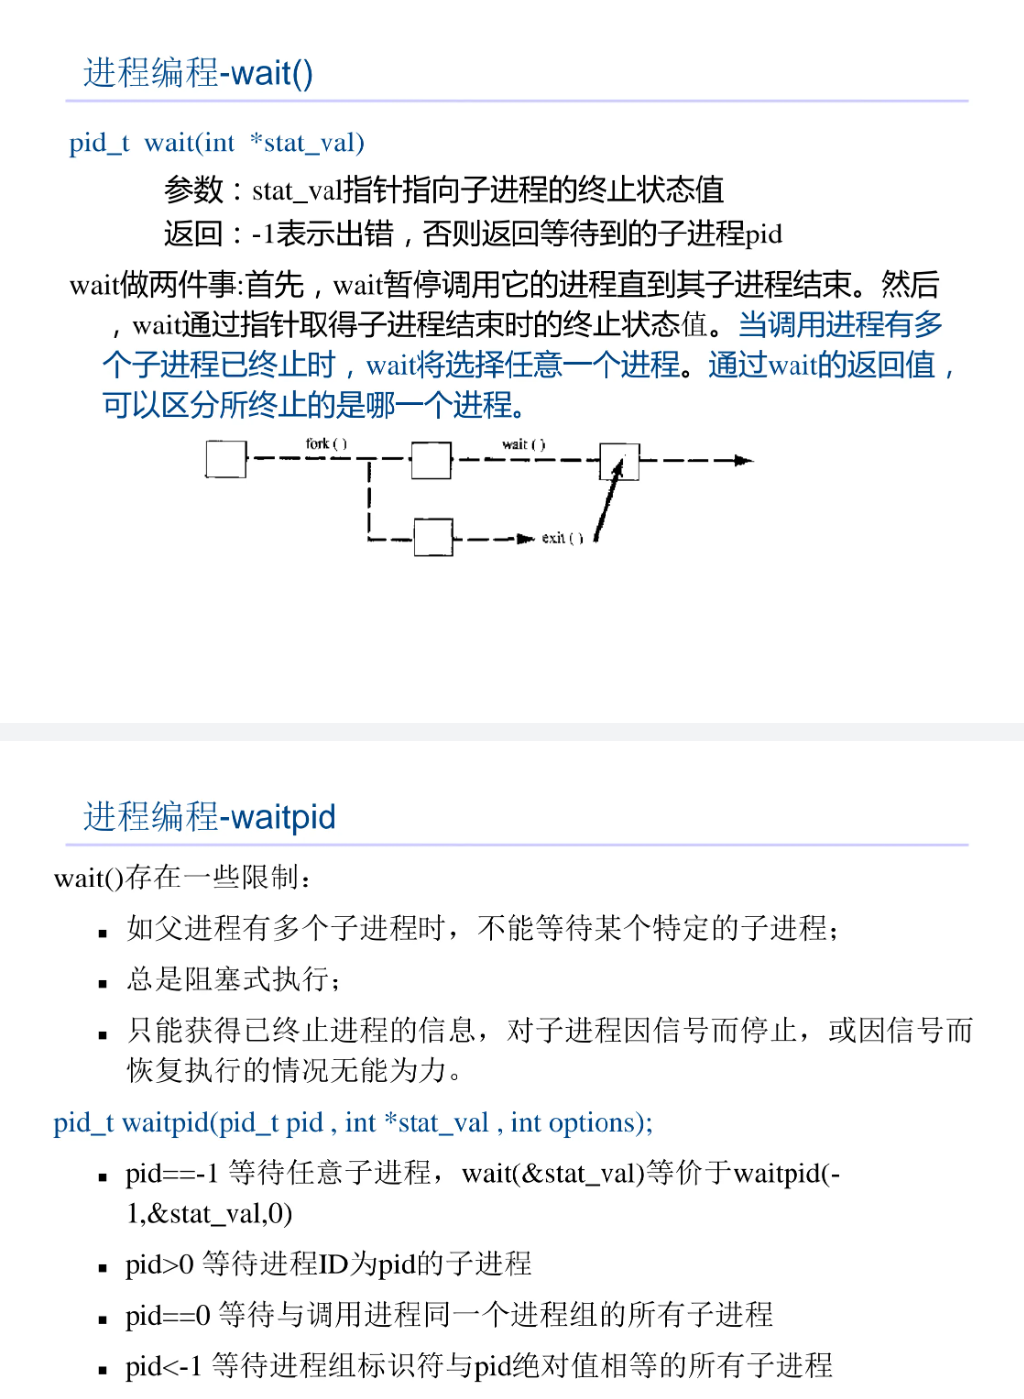 进程编程-wait()
pid_t  wait(int  *stat_val)
参数：stat_val指针指向子进程的终止状态值
返回：-1表示出错，否则返回等待到的子进程pid
wait做两件事:首先，wait暂停调用它的进程直到其子进程结束。然后
，wait通过指针取得子进程结束时的终止状态值。当调用进程有多
个子进程已终止时，wait将选择任意一个进程。通过wait的返回值，
可以区分所终止的是哪一个进程。
fork ( )
wait ( )
exit ( )
进程编程-waitpid
wait()存在一些限制：
▪ 如父进程有多个子进程时，不能等待某个特定的子进程；
▪ 总是阻塞式执行；
▪ 只能获得已终止进程的信息，对子进程因信号而停止，或因信号而
恢复执行的情况无能为力。
pid_t waitpid(pid_t pid , int *stat_val , int options);
▪ pid==-1 等待任意子进程，wait(&stat_val)等价于waitpid(-
1,&stat_val,0)
▪ pid>0 等待进程ID为pid的子进程
▪ pid==0 等待与调用进程同一个进程组的所有子进程
▪ pid<-1 等待进程组标识符与pid绝对值相等的所有子进程